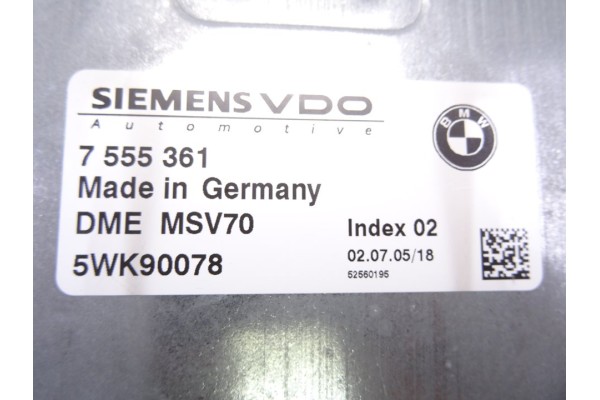 SIEMENS VDO
Automotive
BMW
7 555 361
Made in Germany
DME MSV70
Index 02
5WK90078
02.07.05/18
62560195